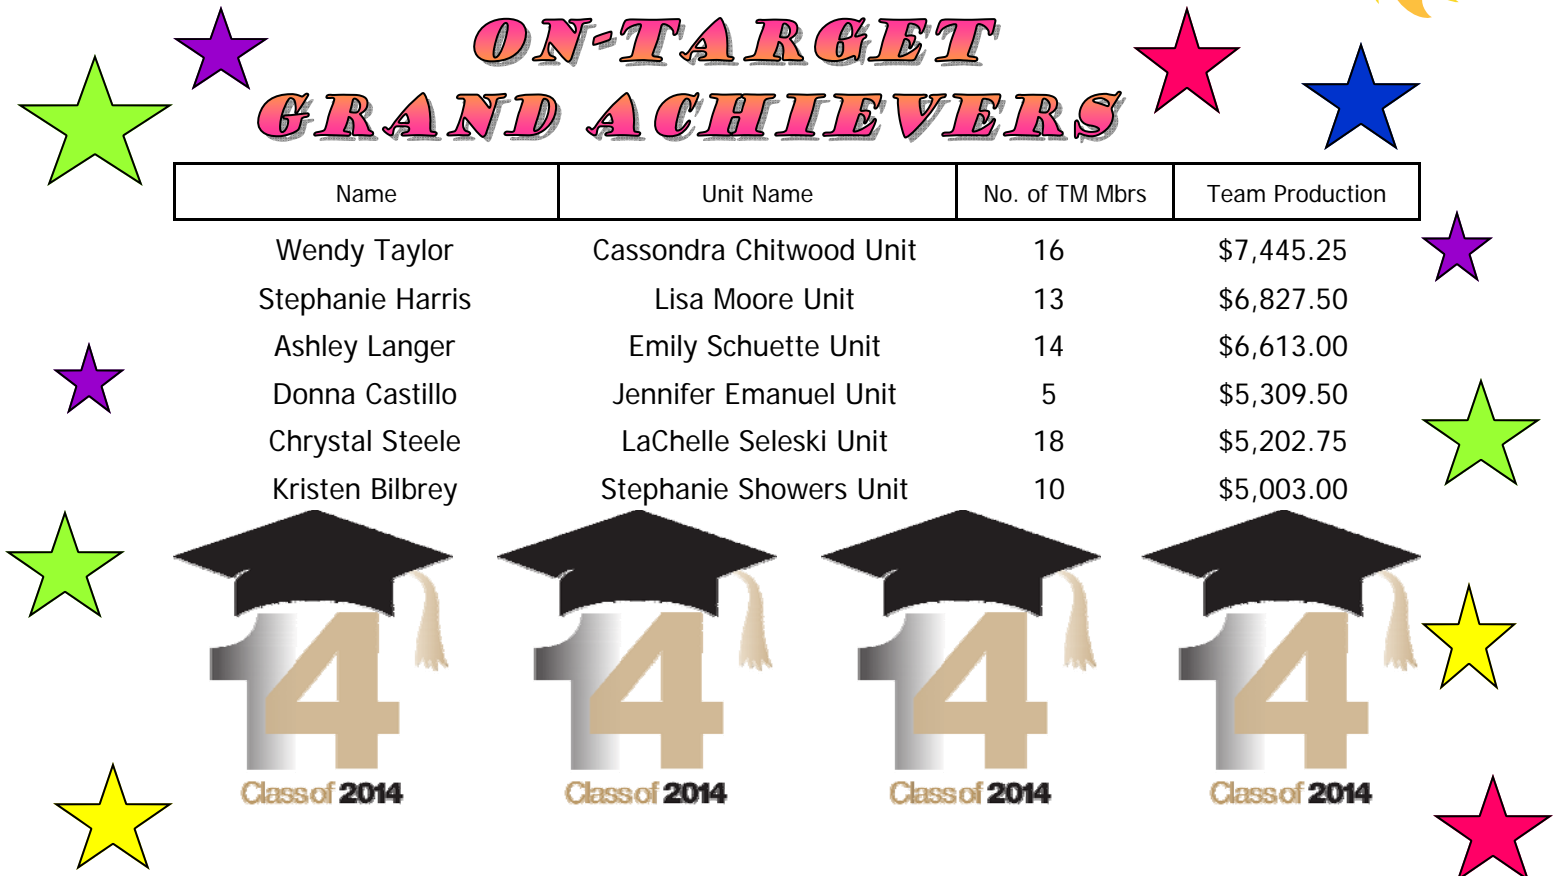 ON-TARGET
GRAND ACHIEVERS
Name Unit Name No. of TM Mbrs Team Production
Wendy Taylor Cassondra Chitwood Unit 16 $7,445.25
Stephanie Harris Lisa Moore Unit 13 $6,827.50
Ashley Langer Emily Schuette Unit 14 $6,613.00
Donna Castillo Jennifer Emanuel Unit 5 $5,309.50
Chrystal Steele LaChelle Seleski Unit 18 $5,202.75
Kristen Bilbrey Stephanie Showers Unit 10 $5,003.00
14 14 14 14
Class of 2014 Class of 2014 Class of 2014 Class of 2014